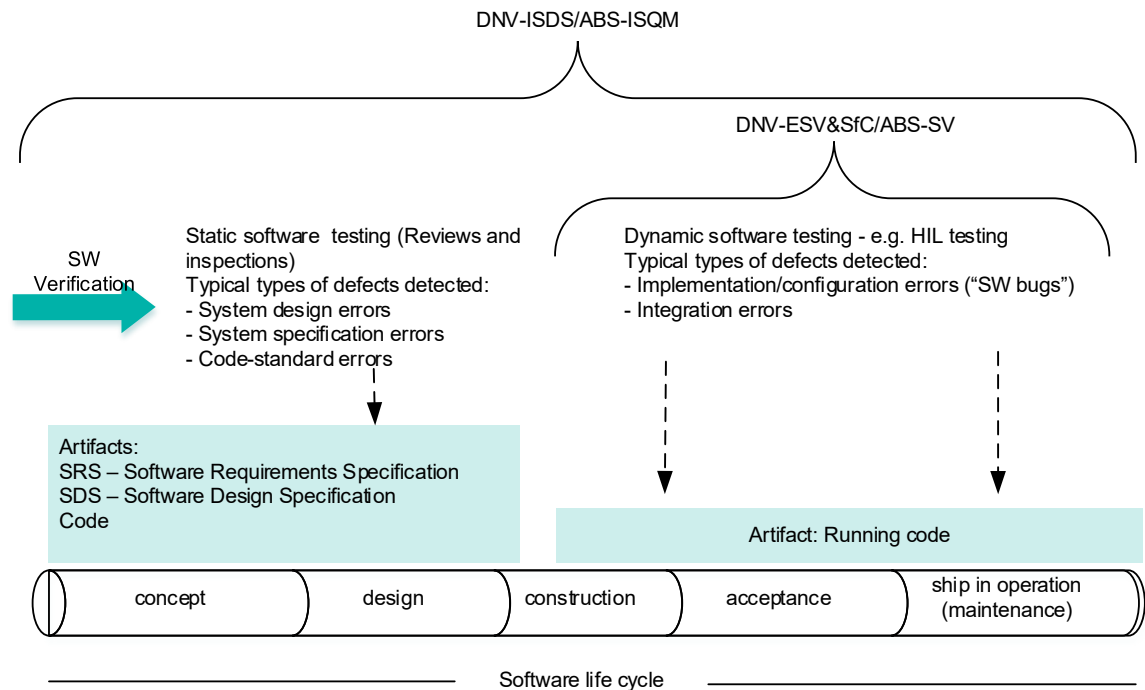 DNV-ISDS/ABS-ISQM
DNV-ESV&SfC/ABS-SV
SW
Verification
Static software testing (Reviews and
inspections)
Typical types of defects detected:
- System design errors
- System specification errors
- Code-standard errors
Dynamic software testing - e.g. HIL testing
Typical types of defects detected:
- Implementation/configuration errors (“SW bugs”)
- Integration errors
Artifacts:
SRS – Software Requirements Specification
SDS – Software Design Specification
Code
Artifact: Running code
concept
design
construction
acceptance
ship in operation
(maintenance)
Software life cycle